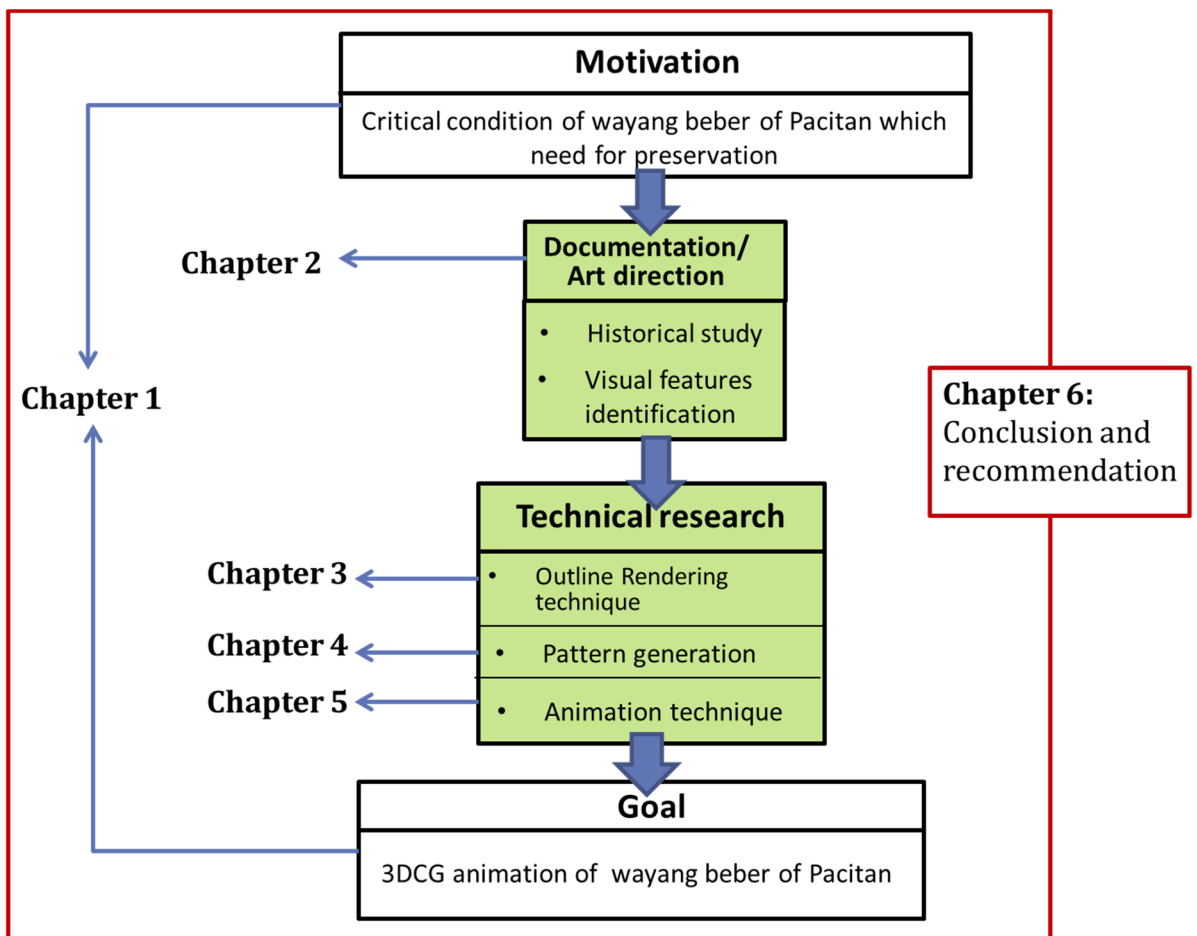 Motivation
Critical condition of wayang beber of Pacitan which
need for preservation
Chapter 2
Documentation/
Art direction
• Historical study
• Visual features
identification
Chapter 1
Chapter 6:
Conclusion and
recommendation
Technical research
Chapter 3
• Outline Rendering
technique
Chapter 4
• Pattern generation
Chapter 5
• Animation technique
Goal
3DCG animation of wayang beber of Pacitan